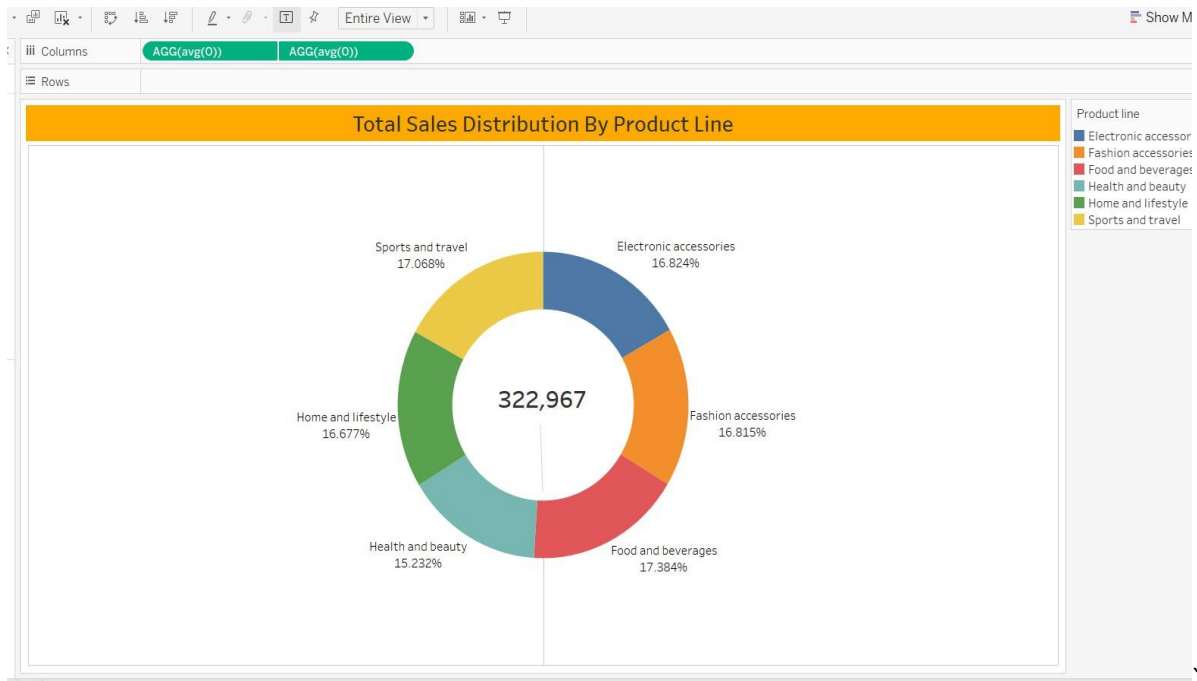 Entire View
Show M
Columns
AGG(avg(0))
AGG(avg(0))
Rows
Total Sales Distribution By Product Line
Product line
Electronic accessor
Fashion accessories
Food and beverages
Health and beauty
Home and lifestyle
Sports and travel
Sports and travel
17.068%
Electronic accessories
16.824%
322,967
Home and lifestyle
16.677%
Fashion accessories
16.815%
Health and beauty
15.232%
Food and beverages
17.384%